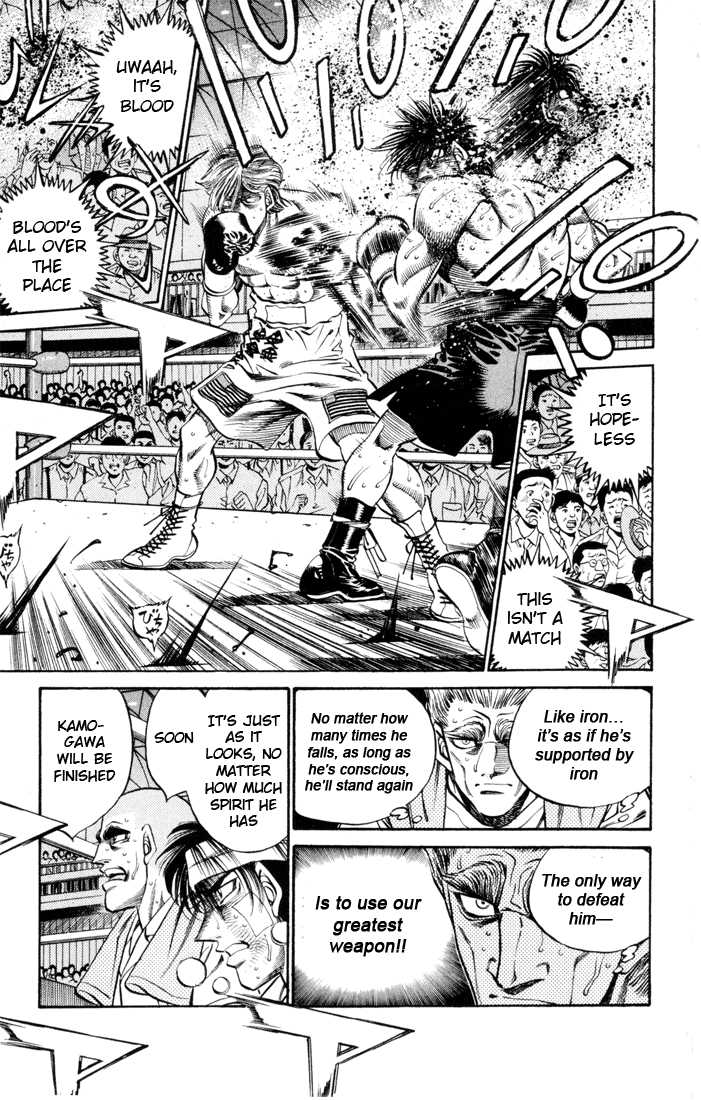 UWAAH,
IT'S
BLOOD
BLOOD'S
ALL OVER
THE
PLACE
IT'S
HOPE-
LESS
THIS
ISN'T A
MATCH
Like iron…
it's as if he's
supported by
iron
No matter how
many times he
falls, as long as
he's conscious,
he'll stand again
IT'S JUST
AS IT
LOOKS, NO
MATTER
HOW MUCH
SPIRIT HE
HAS
SOON
KAMO-
GAWA
WILL BE
FINISHED
The only way
to defeat
him—
Is to use our
greatest
weapon!!